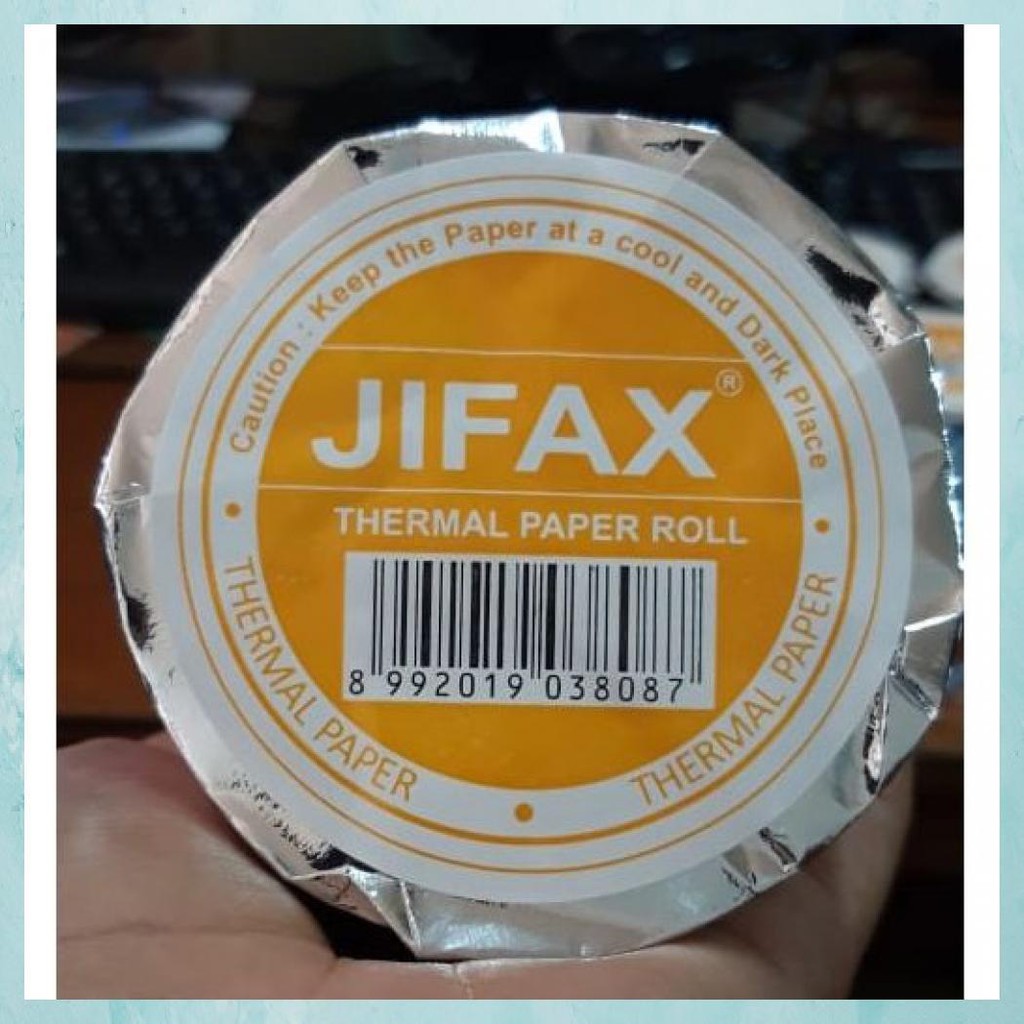 Caution : Keep the Paper at a cool and Dark Place
JIFAX®
THERMAL PAPER ROLL
8 992019 038087
THERMAL PAPER
THERMAL PAPER